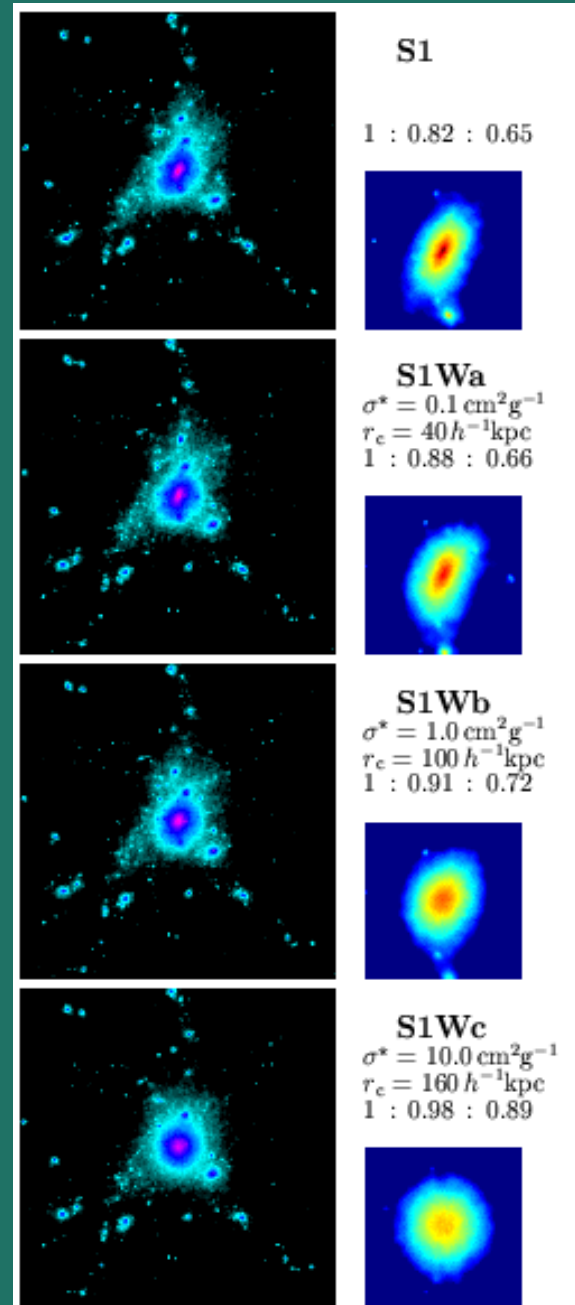 S1
1 : 0.82 : 0.65
S1Wa
σ* = 0.1 cm²g⁻¹
r_c = 40 h⁻¹kpc
1 : 0.88 : 0.66
S1Wb
σ* = 1.0 cm²g⁻¹
r_c = 100 h⁻¹kpc
1 : 0.91 : 0.72
S1Wc
σ* = 10.0 cm²g⁻¹
r_c = 160 h⁻¹kpc
1 : 0.98 : 0.89